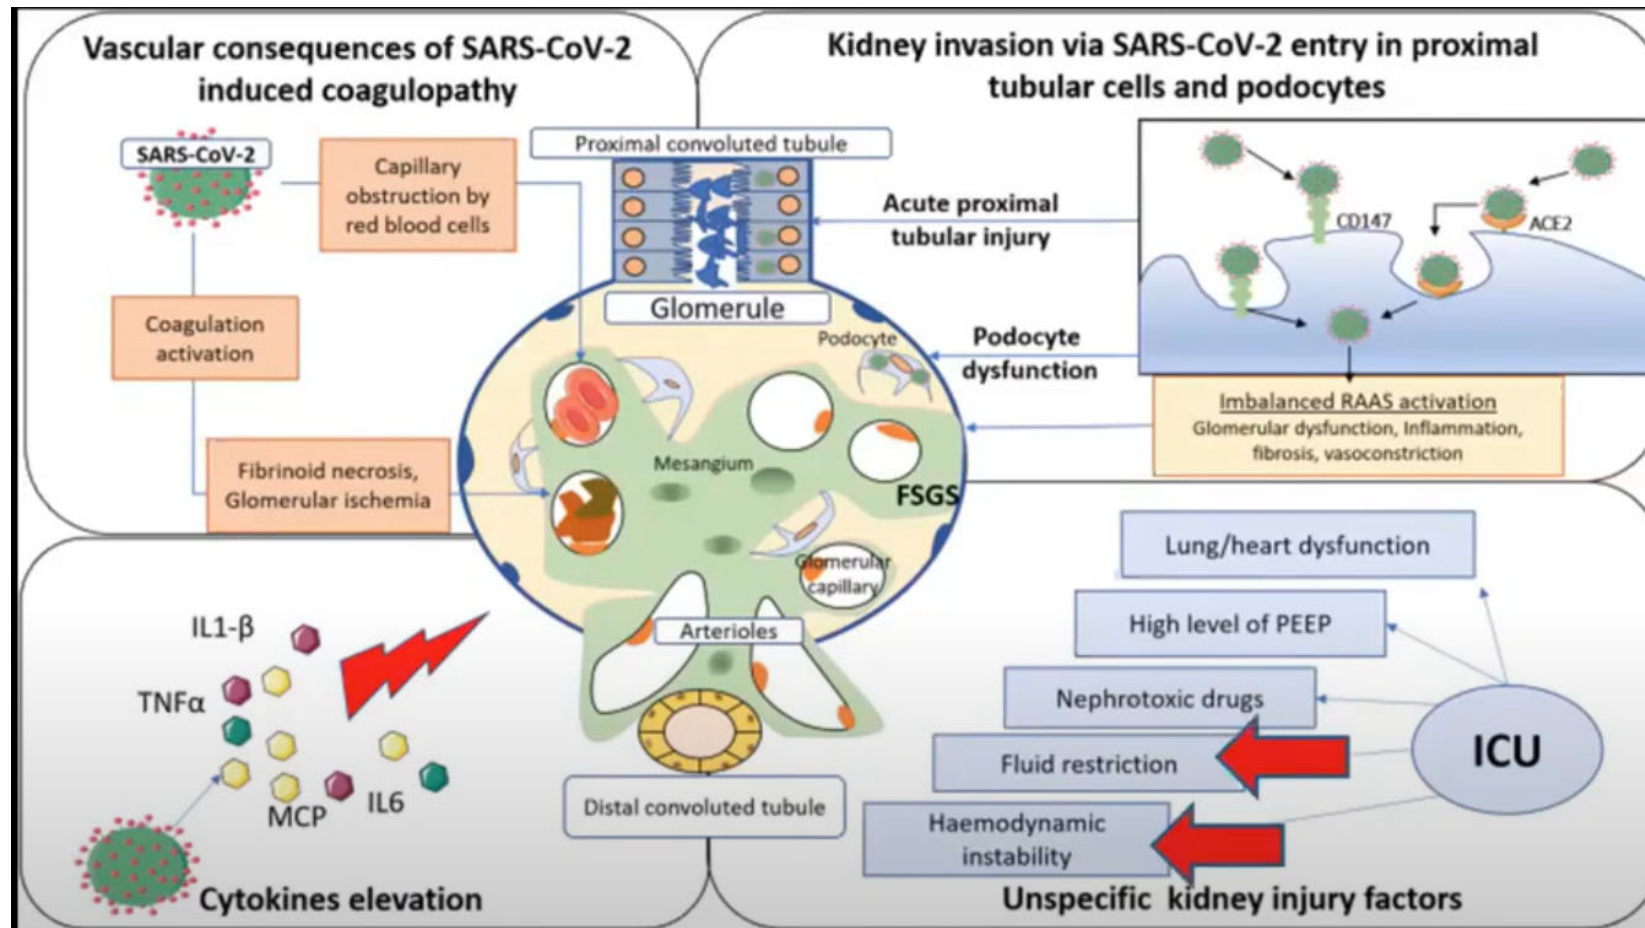 Vascular consequences of SARS-CoV-2
induced coagulopathy
SARS-CoV-2
Capillary
obstruction by
red blood cells
Coagulation
activation
Fibrinoid necrosis,
Glomerular ischemia
Kidney invasion via SARS-CoV-2 entry in proximal
tubular cells and podocytes
CD147
ACE2
Acute proximal
tubular injury
Podocyte
dysfunction
Imbalanced RAAS activation
Glomerular dysfunction, Inflammation,
fibrosis, vasoconstriction
Proximal convoluted tubule
Glomerule
Podocyte
Mesangium
FSGS
Glomerular
capillary
Arterioles
Distal convoluted tubule
IL1-β
TNFα
MCP
IL6
Cytokines elevation
Lung/heart dysfunction
High level of PEEP
Nephrotoxic drugs
Fluid restriction
Haemodynamic
instability
ICU
Unspecific kidney injury factors